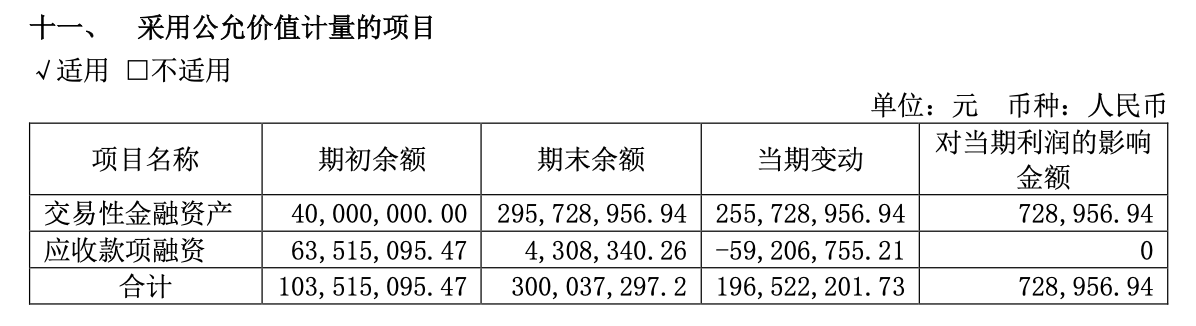 十一、 采用公允价值计量的项目
√适用 □不适用
单位：元 币种：人民币
项目名称 期初余额 期末余额 当期变动 对当期利润的影响金额
交易性金融资产 40,000,000.00 295,728,956.94 255,728,956.94 728,956.94
应收款项融资 63,515,095.47 4,308,340.26 -59,206,755.21 0
合计 103,515,095.47 300,037,297.2 196,522,201.73 728,956.94